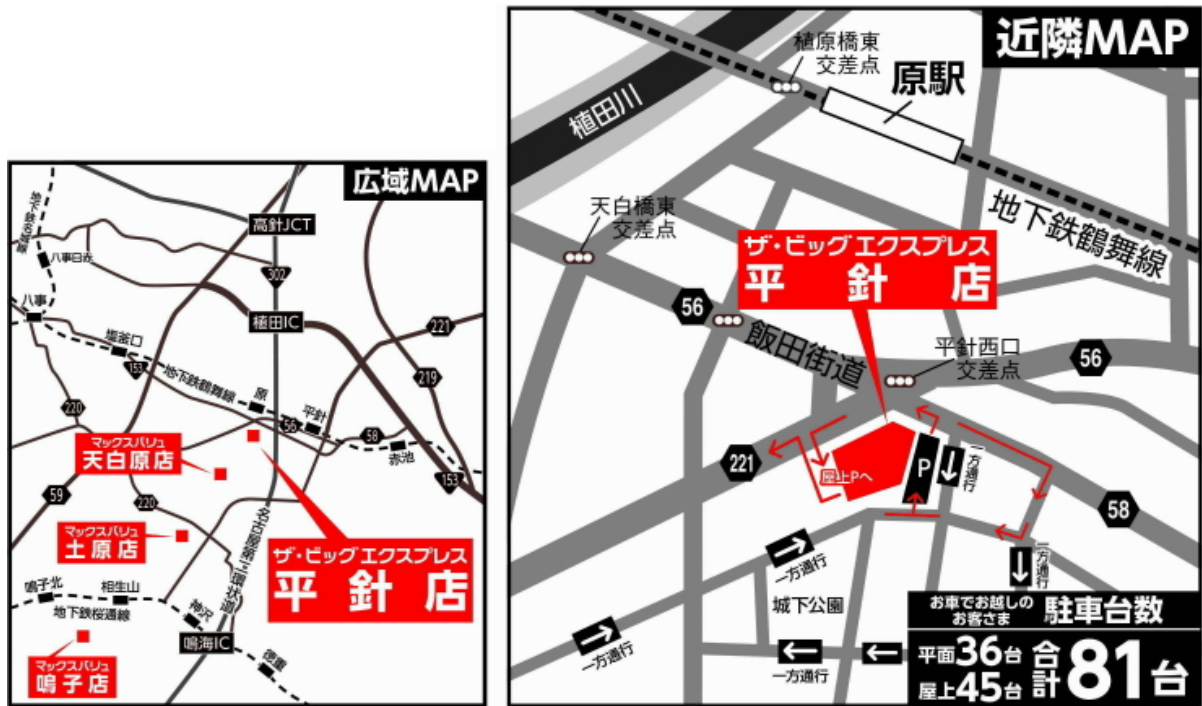 広域MAP
地下鉄名城線
八事日赤
八事
塩釜口
153
地下鉄鶴舞線
原
56
平針
58
赤池
153
高針JCT
302
植田IC
221
219
220
220
59
マックスバリュ
天白原店
マックスバリュ
土原店
ザ・ビッグ エクスプレス
平針店
名古屋第二環状道
鳴子北
相生山
地下鉄桜通線
神沢
鳴海IC
徳重
マックスバリュ
鳴子店
近隣MAP
植原橋東
交差点
原駅
植田川
地下鉄鶴舞線
天白橋東
交差点
ザ・ビッグ エクスプレス
平針店
56
飯田街道
平針西口
交差点
56
221
屋上Pへ
P
一方通行
58
一方通行
一方通行
城下公園
一方通行
一方通行
お車でお越しの
お客さま
駐車台数
平面36台
屋上45台
合計81台